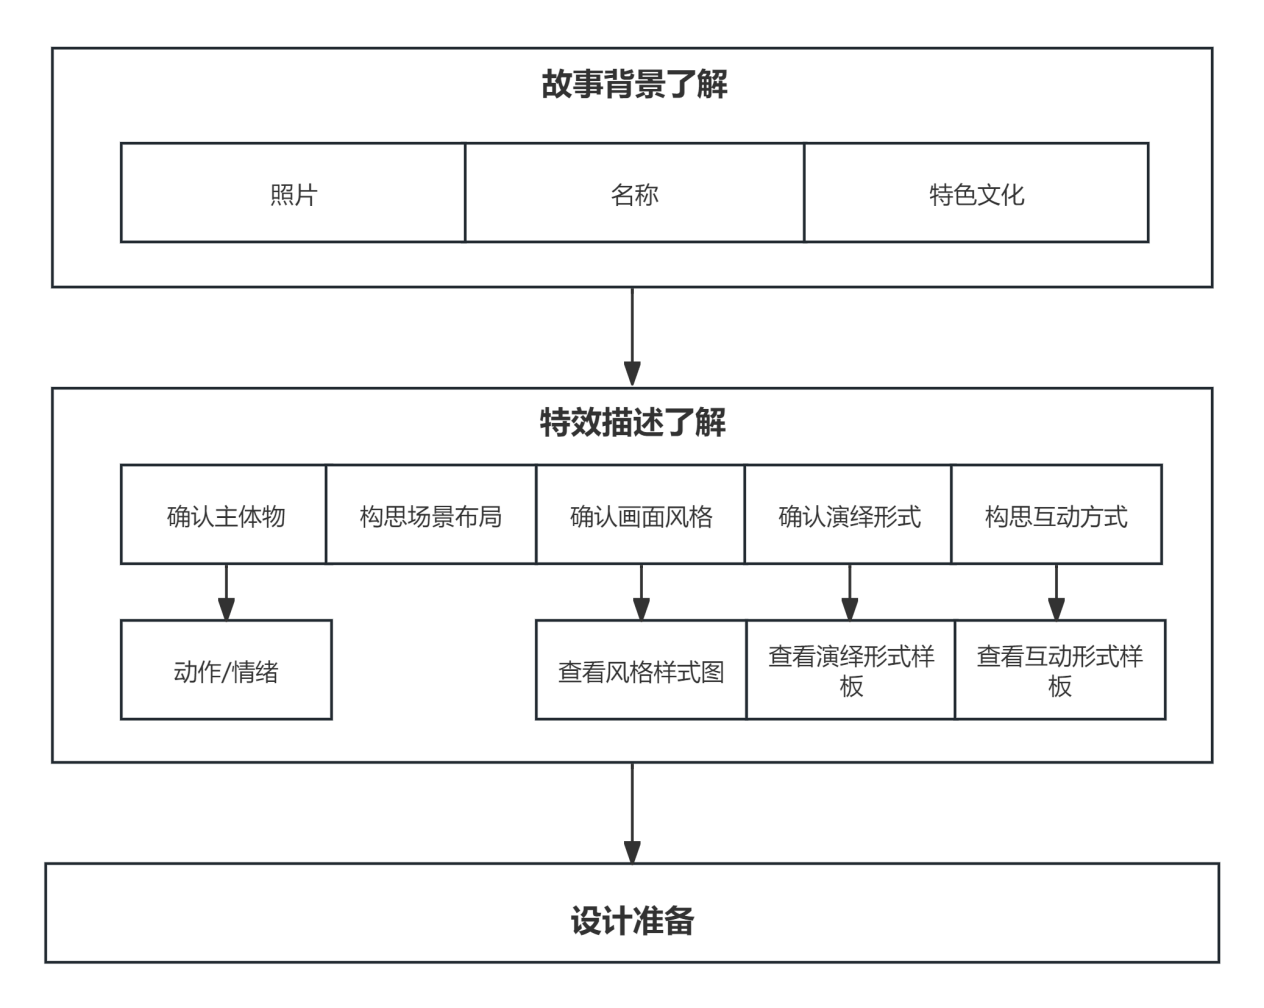 故事背景了解
照片
名称
特色文化
特效描述了解
确认主体物
构思场景布局
确认画面风格
确认演绎形式
构思互动方式
动作/情绪
查看风格样式图
查看演绎形式样
板
查看互动形式样
板
设计准备